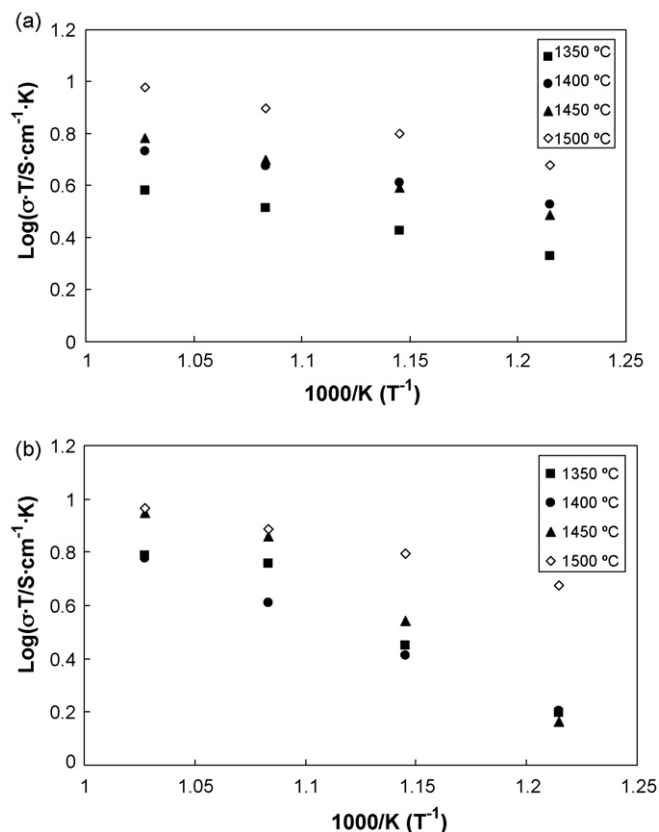 (a)
1.2
1
0.8
0.6
0.4
0.2
0
Log(σ·T/S·cm⁻¹·K)
1350 ºC
1400 ºC
1450 ºC
1500 ºC
1 1.05 1.1 1.15 1.2 1.25
1000/K (T⁻¹)
(b)
1.2
1
0.8
0.6
0.4
0.2
0
Log(σ·T/S·cm⁻¹·K)
1350 ºC
1400 ºC
1450 ºC
1500 ºC
1 1.05 1.1 1.15 1.2 1.25
1000/K (T⁻¹)